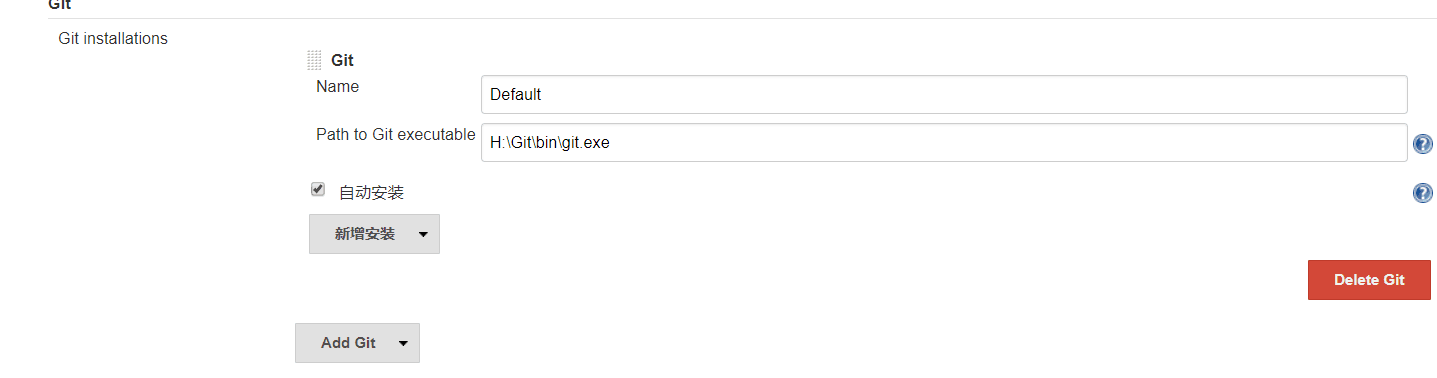 Git
Git installations
Git
Name
Default
Path to Git executable
H:\Git\bin\git.exe
自动安装
新增安装
Delete Git
Add Git